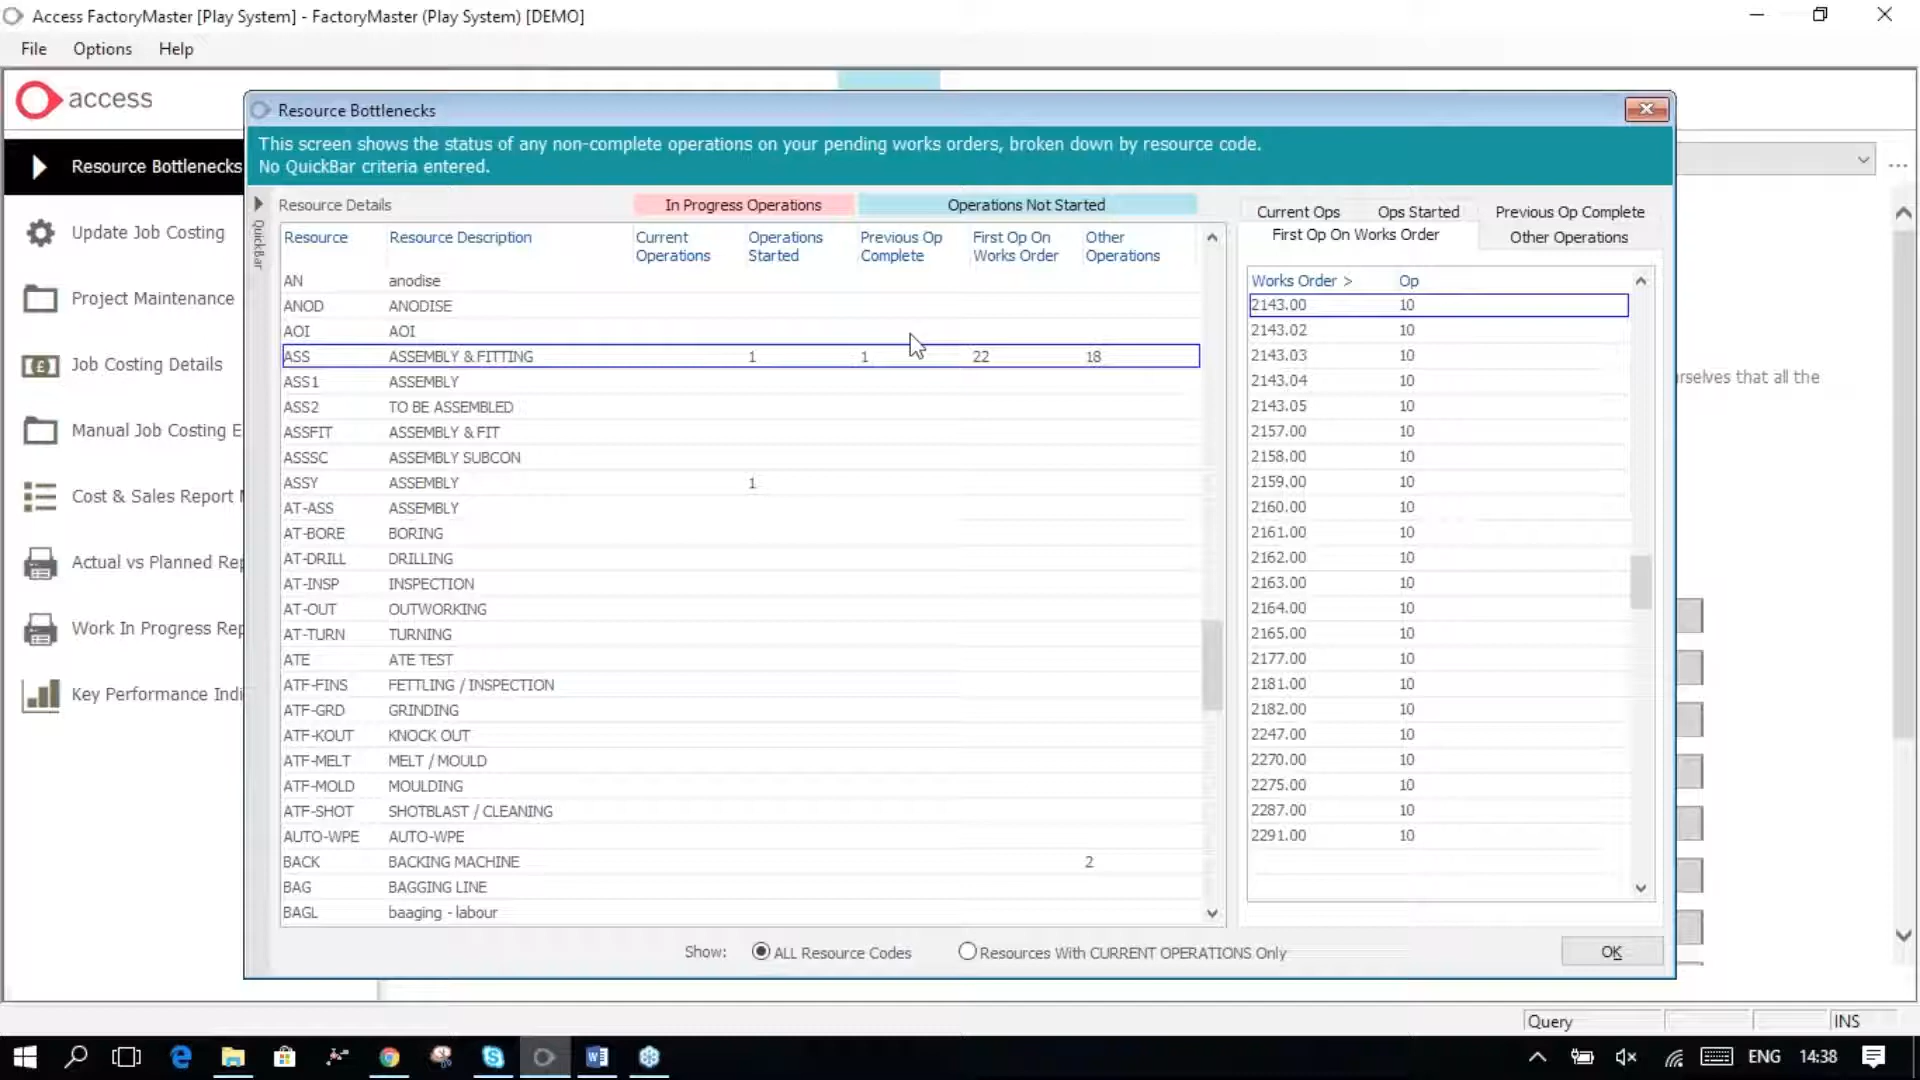 Access FactoryMaster [Play System] - FactoryMaster (Play System) [DEMO]
File Options Help
access
Resource Bottlenecks
Update Job Costing
Project Maintenance
Job Costing Details
Manual Job Costing E
Cost & Sales Report
Actual vs Planned Rep
Work In Progress Rep
Key Performance Indi
Resource Bottlenecks
This screen shows the status of any non-complete operations on your pending works orders, broken down by resource code.
No QuickBar criteria entered.
QuickBar
Resource Details In Progress Operations Operations Not Started
Resource Resource Description Current Operations Operations Started Previous Op Complete First Op On Works Order Other Operations
AN anodise
ANOD ANODISE
AOI AOI
ASS ASSEMBLY & FITTING 1 1 22 18
ASS1 ASSEMBLY
ASS2 TO BE ASSEMBLED
ASSFIT ASSEMBLY & FIT
ASSSC ASSEMBLY SUBCON
ASSY ASSEMBLY 1
AT-ASS ASSEMBLY
AT-BORE BORING
AT-DRILL DRILLING
AT-INSP INSPECTION
AT-OUT OUTWORKING
AT-TURN TURNING
ATE ATE TEST
ATF-FINS FETTLING / INSPECTION
ATF-GRD GRINDING
ATF-KOUT KNOCK OUT
ATF-MELT MELT / MOULD
ATF-MOLD MOULDING
ATF-SHOT SHOTBLAST / CLEANING
AUTO-WPE AUTO-WPE
BACK BACKING MACHINE 2
BAG BAGGING LINE
BAGL baaging - labour
Current Ops Ops Started Previous Op Complete
First Op On Works Order Other Operations
Works Order > Op
2143.00 10
2143.02 10
2143.03 10
2143.04 10
2143.05 10
2157.00 10
2158.00 10
2159.00 10
2160.00 10
2161.00 10
2162.00 10
2163.00 10
2164.00 10
2165.00 10
2177.00 10
2181.00 10
2182.00 10
2247.00 10
2270.00 10
2275.00 10
2287.00 10
2291.00 10
Show: ALL Resource Codes Resources With CURRENT OPERATIONS Only OK
rselves that all the
Query INS
ENG 14:38